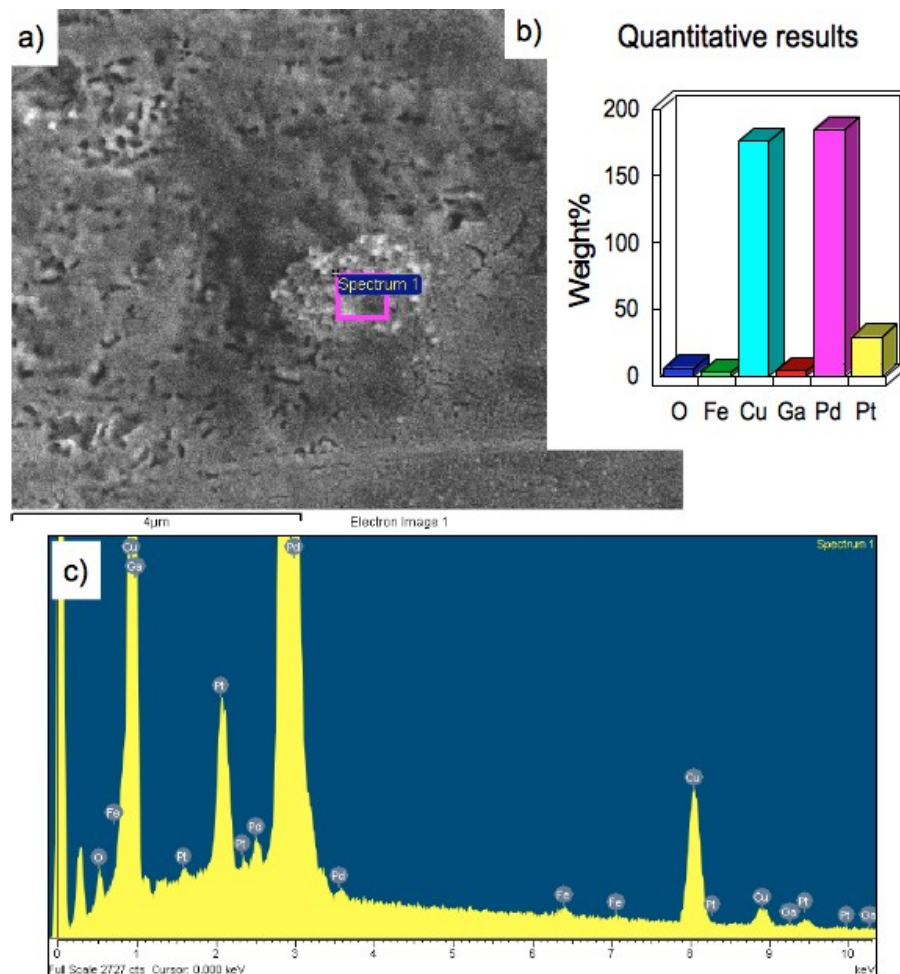 a)
Spectrum 1
4µm
Electron Image 1
b)
Quantitative results
Weight%
200
150
100
50
0
O Fe Cu Ga Pd Pt
c)
Spectrum 1
Cu
Ga
Pd
Pt
Fe
O
Pt
Pt
Pd
Pd
Fe
Fe
Cu
Pt
Cu
Ga
Pt
Pt
Ga
0 1 2 3 4 5 6 7 8 9 10
Full Scale 2727 cts Cursor: 0.000 keV
keV